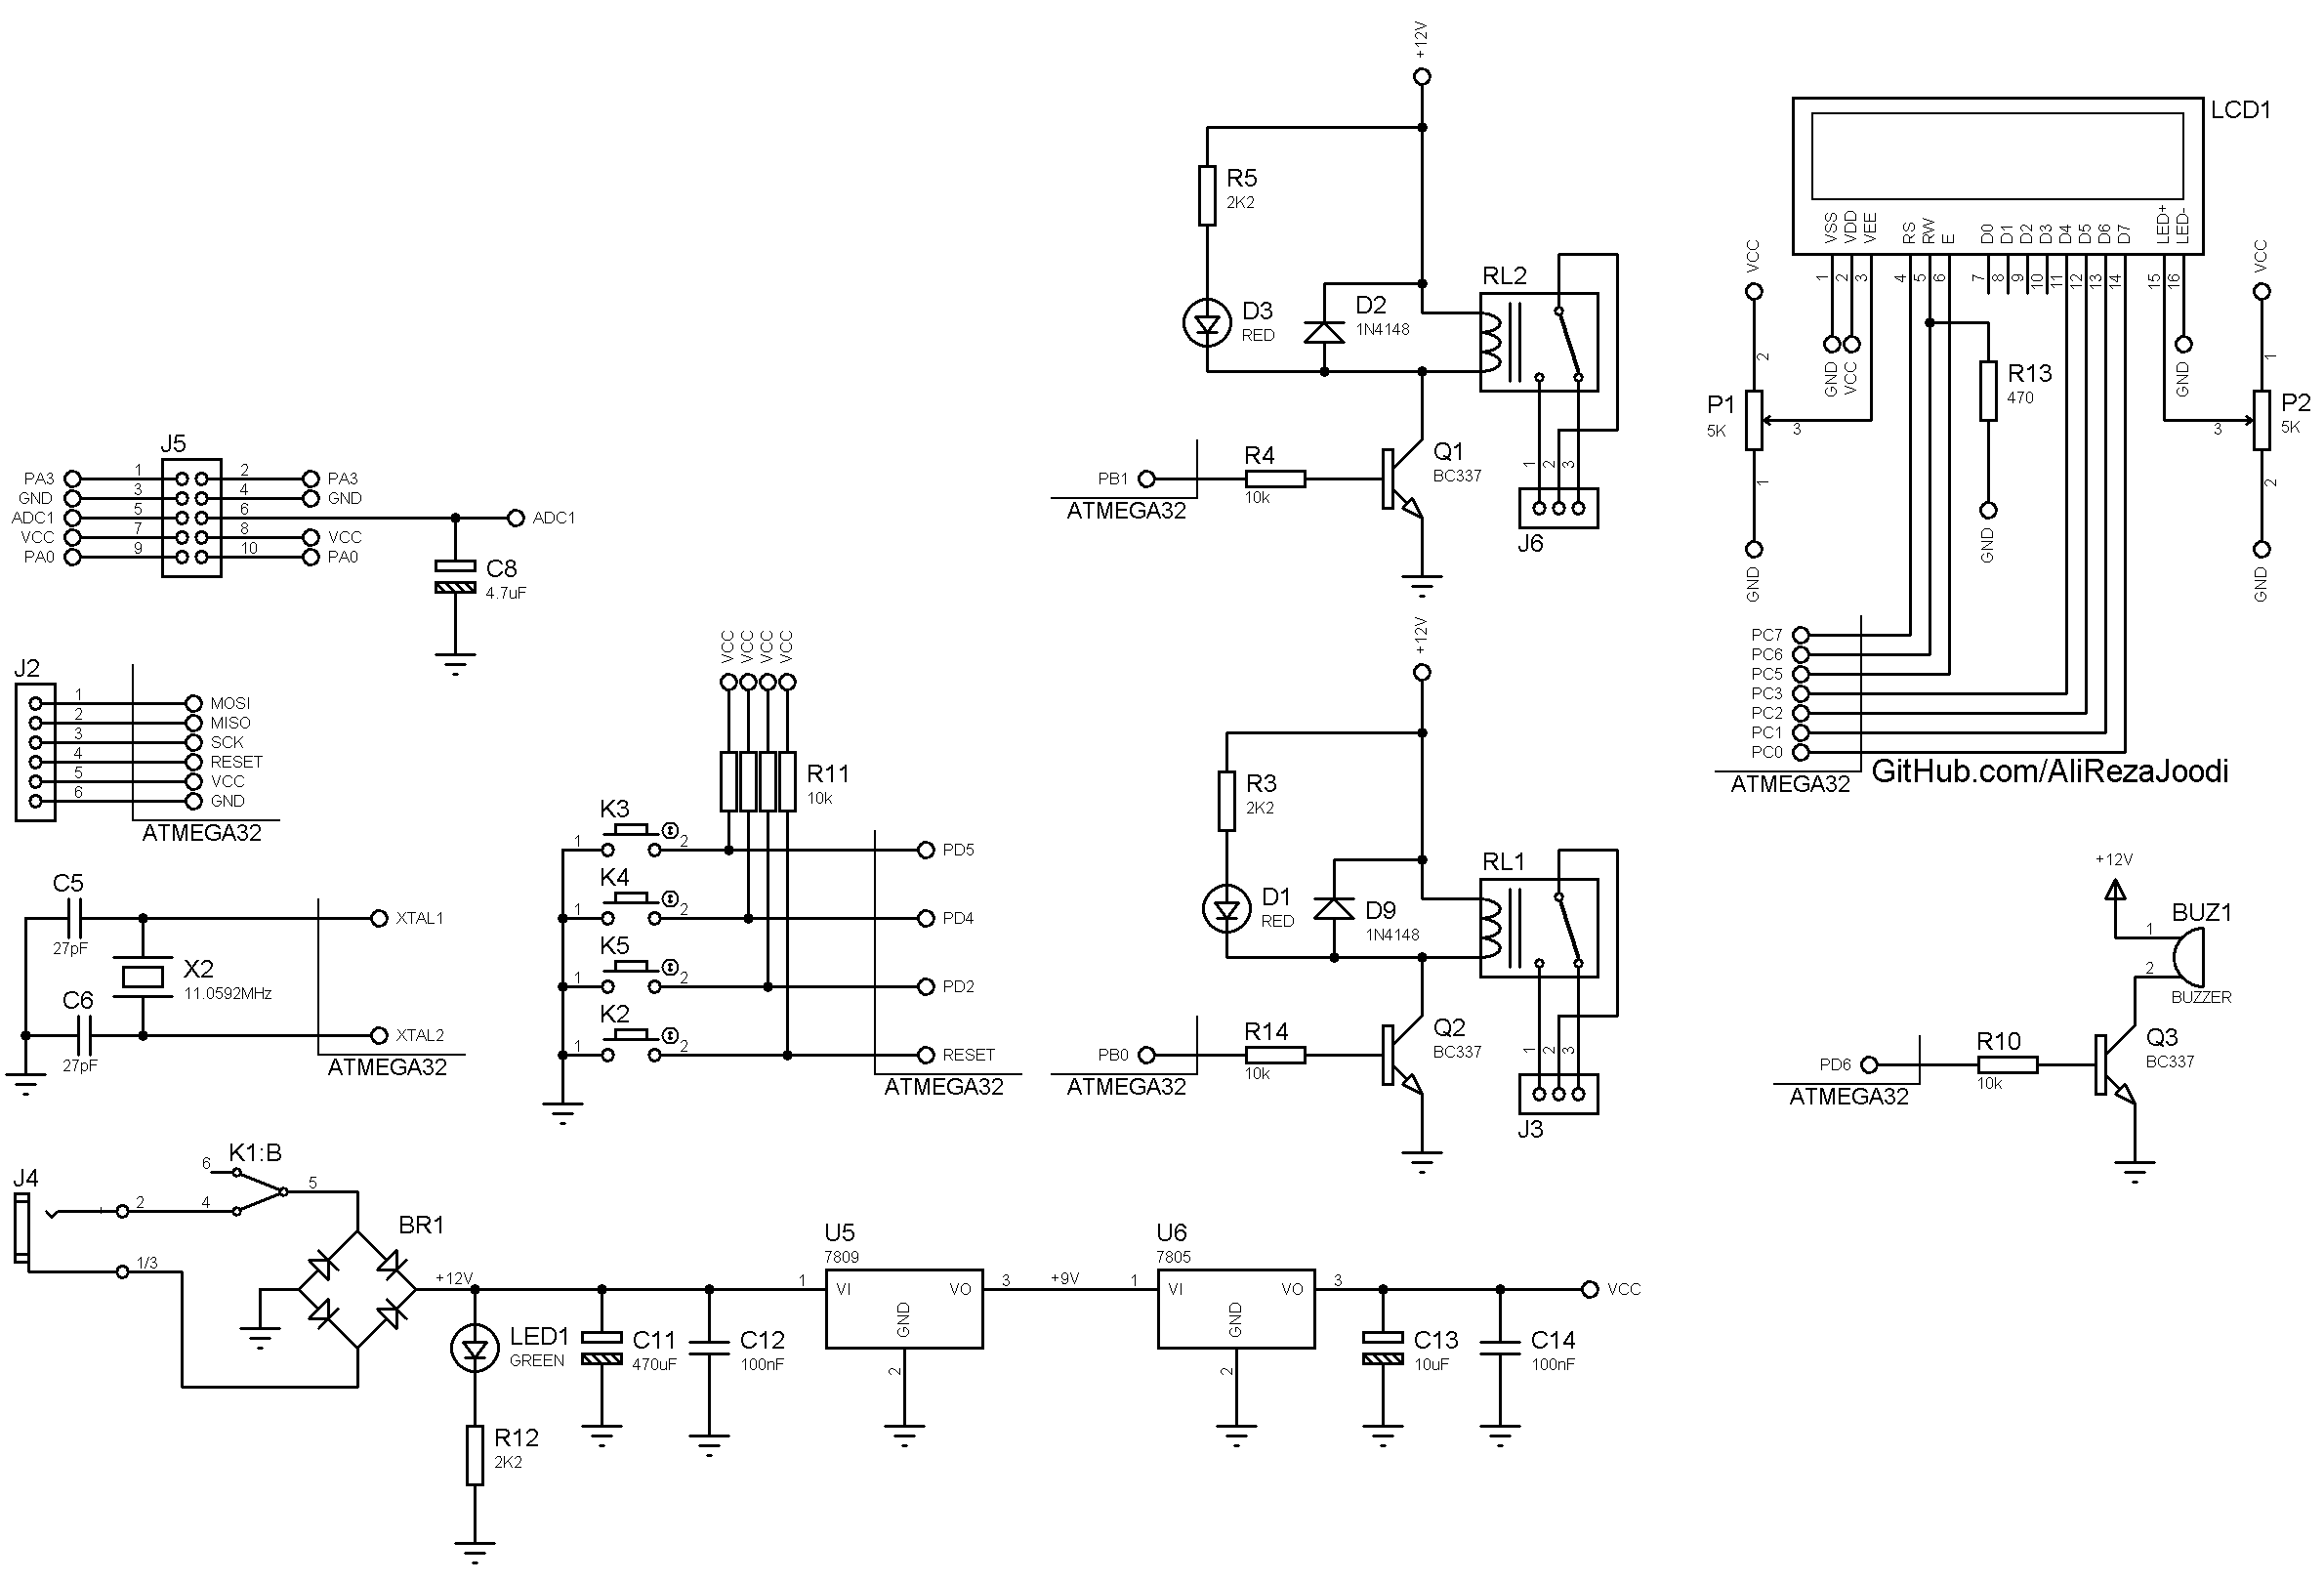 J5
PA3 1 2 PA3
GND 3 4 GND
ADC1 5 6 ADC1
VCC 7 8 VCC
PA0 9 10 PA0
C8
4.7uF
J2
1 MOSI
2 MISO
3 SCK
4 RESET
5 VCC
6 GND
ATMEGA32
C5
27pF
XTAL1
X2
11.0592MHz
C6
27pF
XTAL2
ATMEGA32
VCC VCC VCC VCC
R11
10k
K3
1 2 PD5
K4
1 2 PD4
K5
1 2 PD2
K2
1 2 RESET
ATMEGA32
+12V
R5
2K2
D3
RED
D2
1N4148
RL2
PB1
R4
10k
ATMEGA32
Q1
BC337
1 2 3
J6
+12V
R3
2K2
D1
RED
D9
1N4148
RL1
PB0
R14
10k
ATMEGA32
Q2
BC337
1 2 3
J3
LCD1
VSS VDD VEE RS RW E D0 D1 D2 D3 D4 D5 D6 D7 LED+ LED-
1 2 3 4 5 6 7 8 9 10 11 12 13 14 15 16
VCC
2
P1
5K
3
1
GND
GND VCC
R13
470
GND
GND
VCC
1
P2
5K
3
2
GND
PC7
PC6
PC5
PC3
PC2
PC1
PC0
ATMEGA32
GitHub.com/AliRezaJoodi
+12V
1
BUZ1
2
BUZZER
PD6
R10
10k
ATMEGA32
Q3
BC337
J4
K1:B
6
2 4 5
1/3
BR1
+12V
LED1
GREEN
R12
2K2
C11
470uF
C12
100nF
U5
7809
1 VI VO 3
GND
2
+9V
U6
7805
1 VI VO 3
GND
2
C13
10uF
C14
100nF
VCC